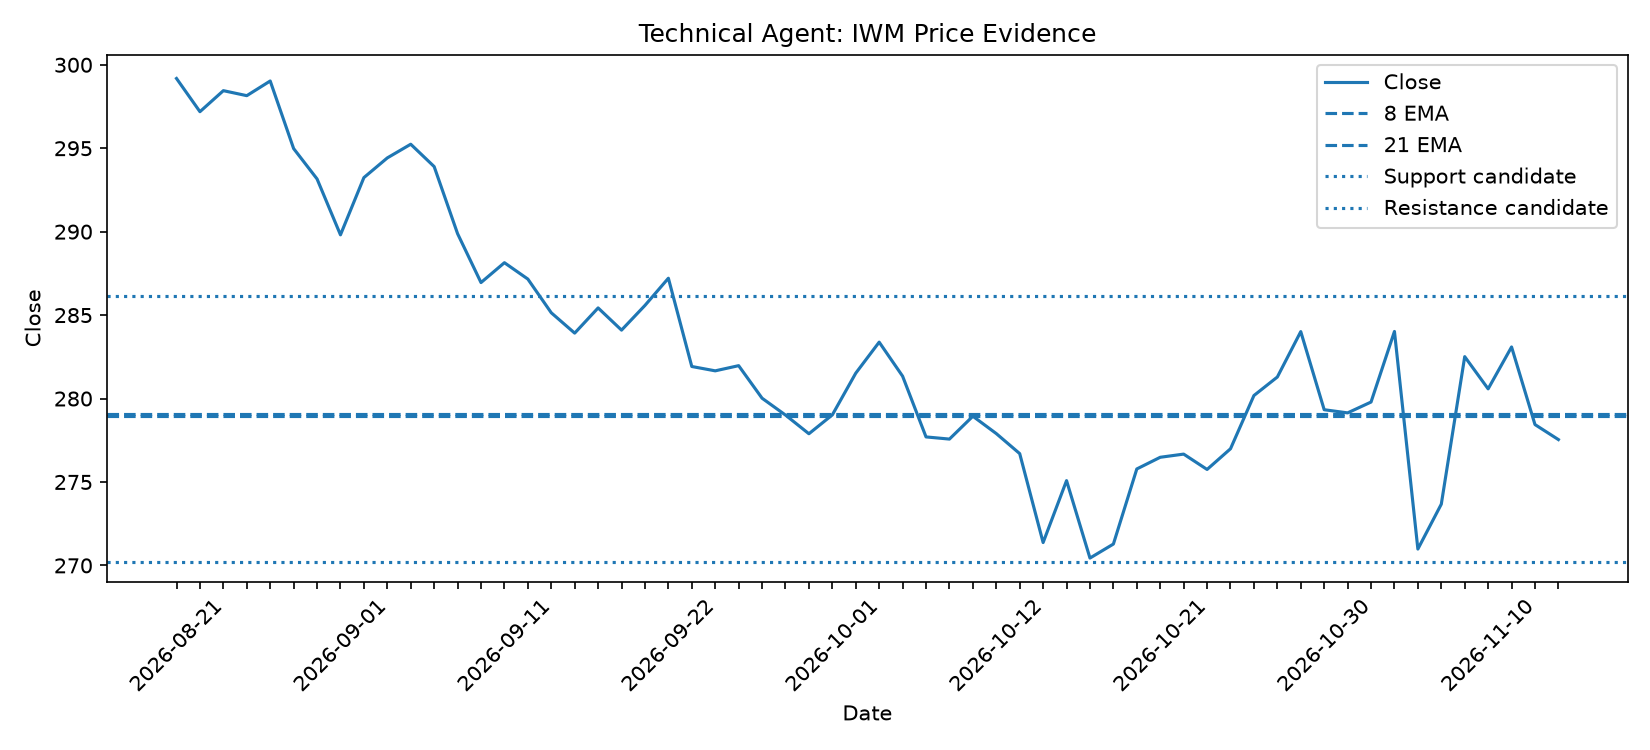 Technical Agent: IWM Price Evidence
Close
8 EMA
21 EMA
Support candidate
Resistance candidate
Close
300
295
290
285
280
275
270
2026-08-21
2026-09-01
2026-09-11
2026-09-22
2026-10-01
2026-10-12
2026-10-21
2026-10-30
2026-11-10
Date